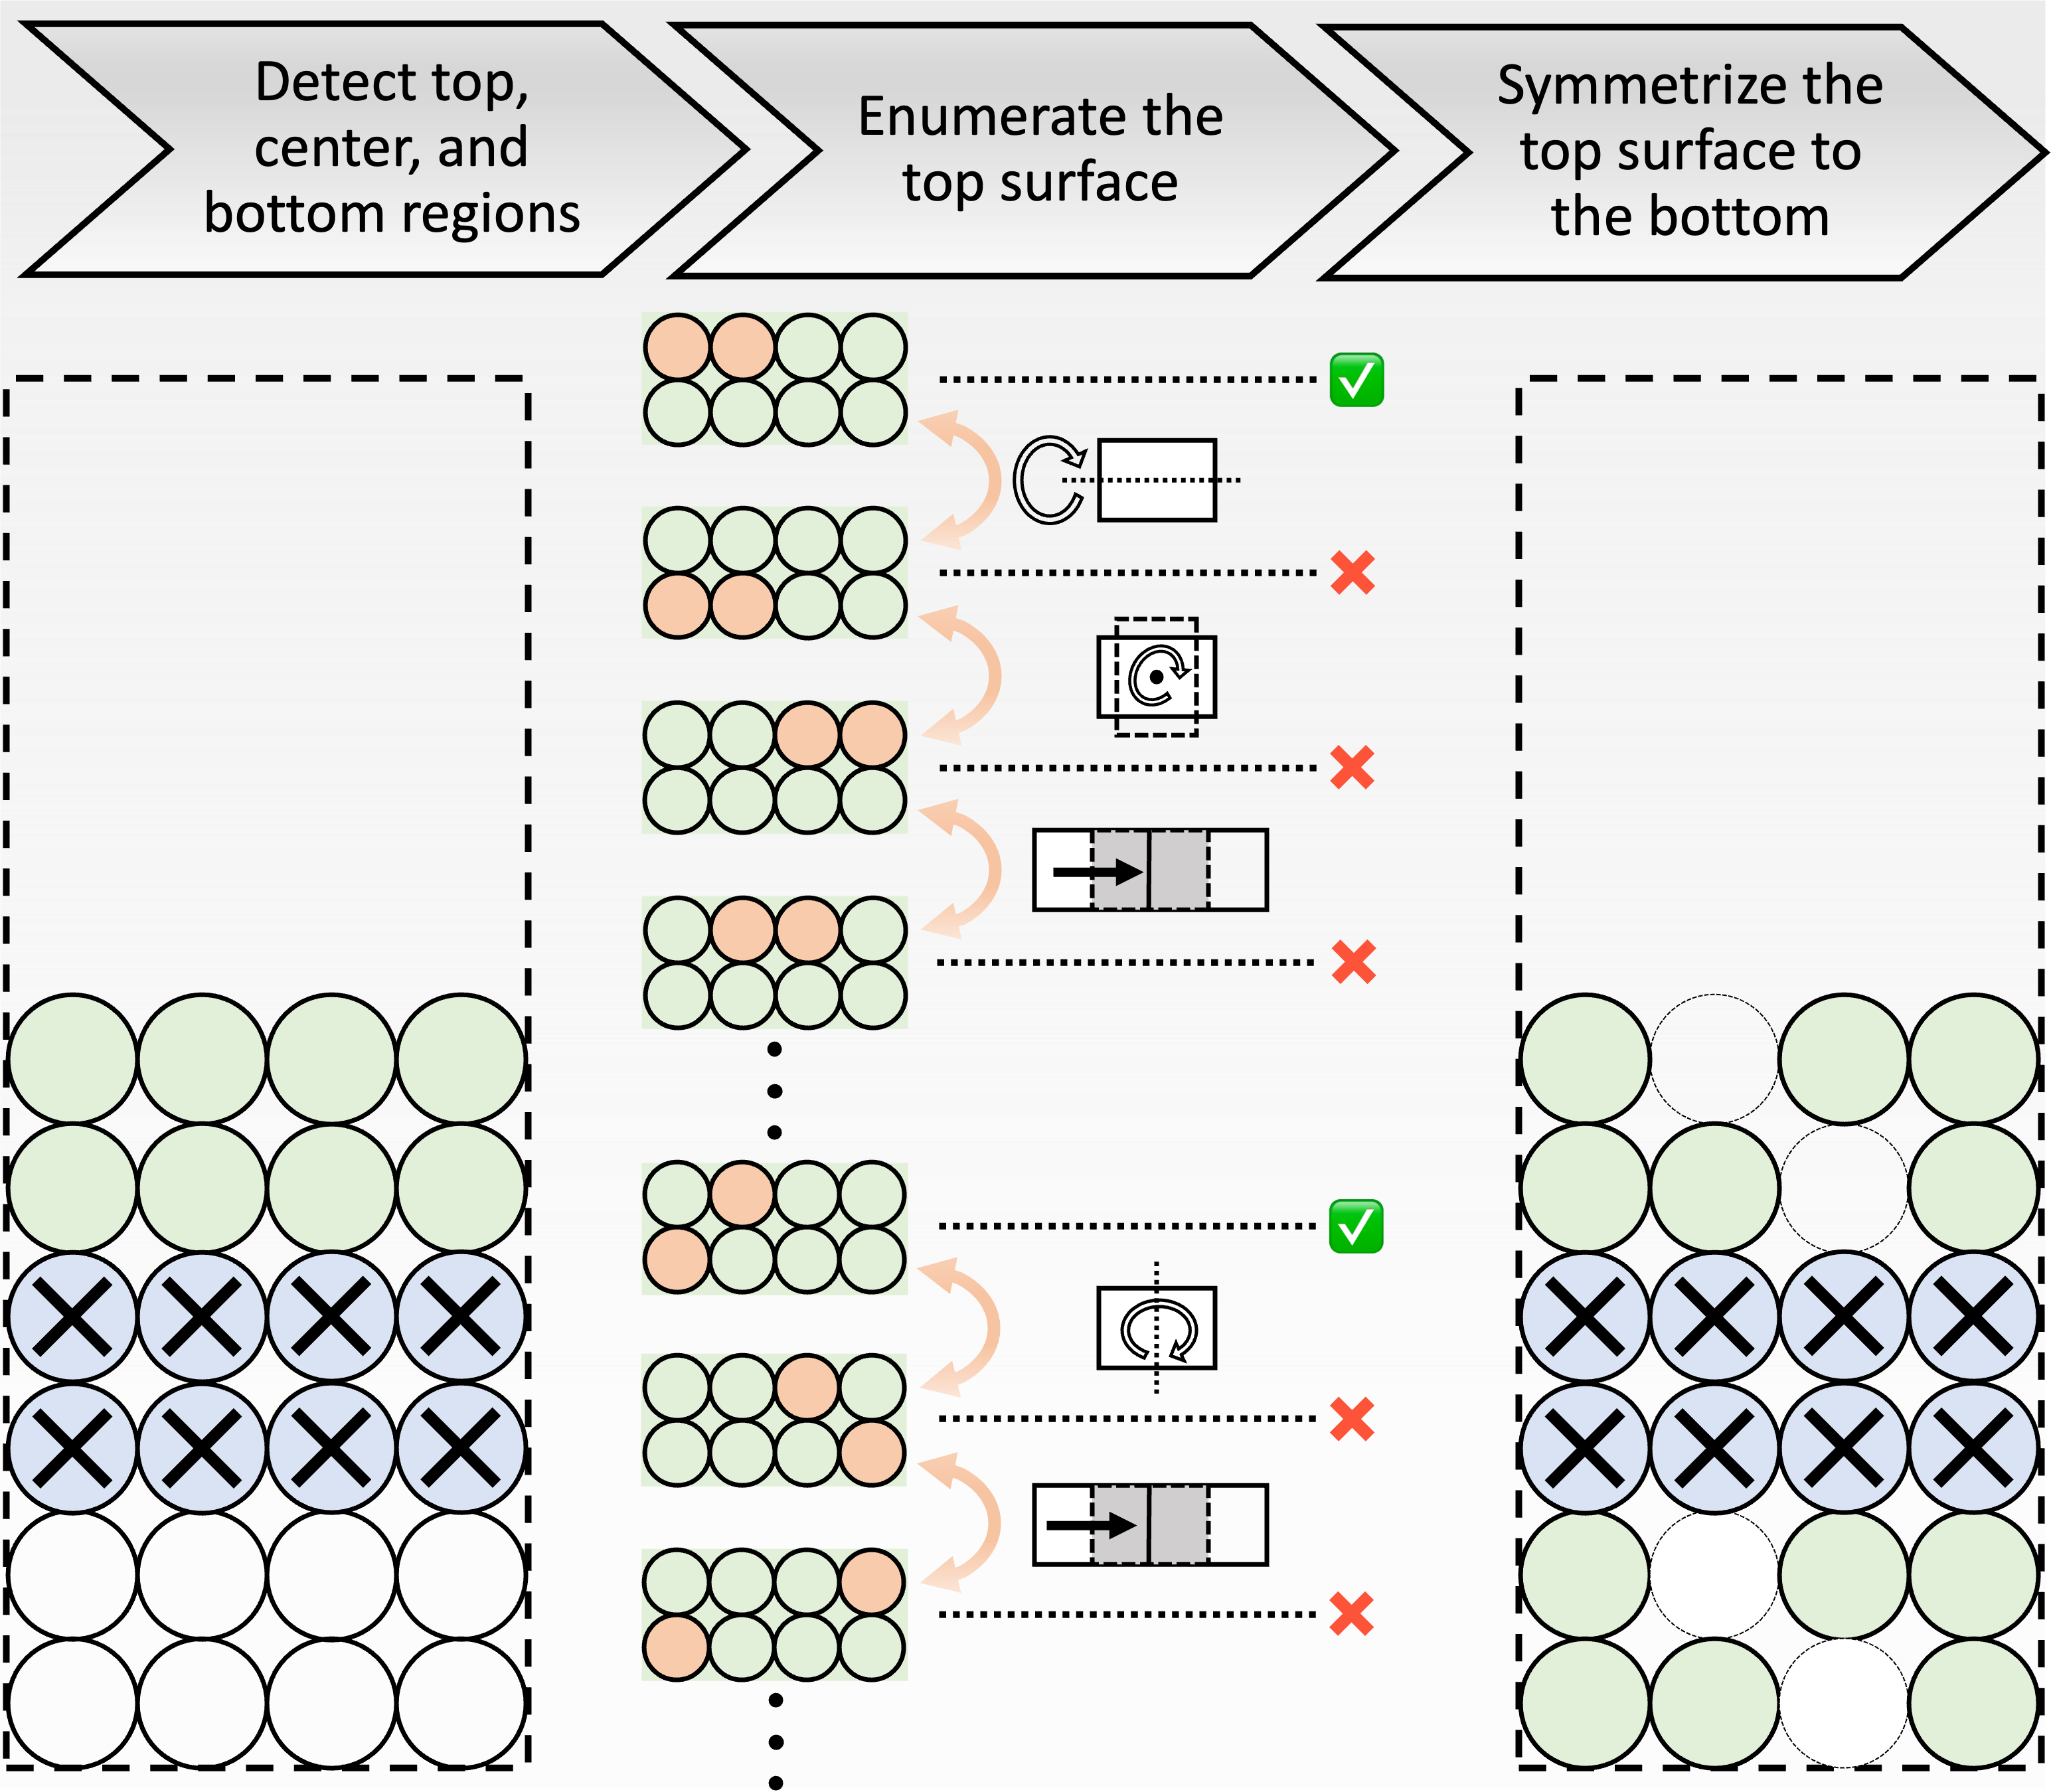 Detect top,
center, and
bottom regions
Enumerate the
top surface
Symmetrize the
top surface to
the bottom